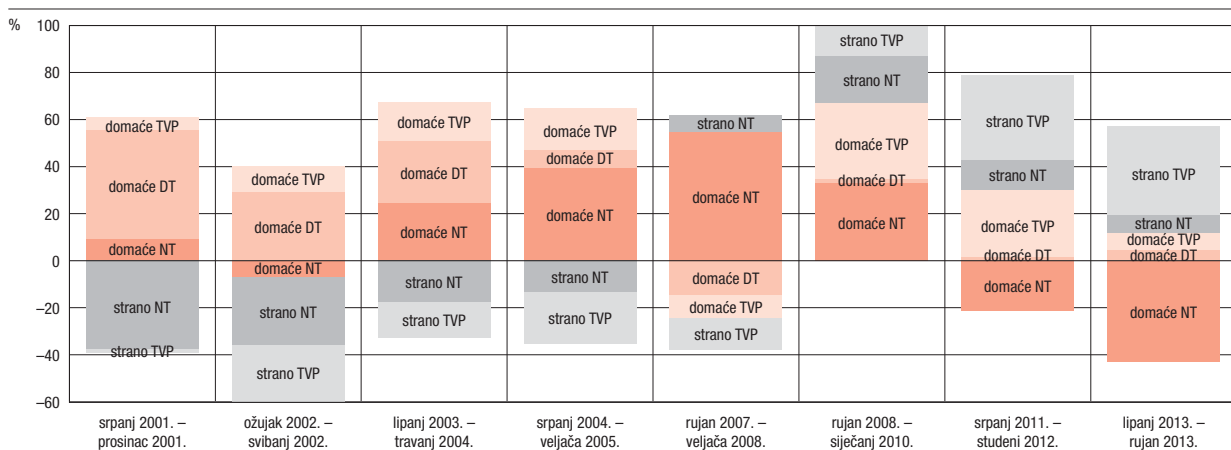 %
100
80
60
40
20
0
–20
–40
–60
domaće TVP
domaće DT
domaće NT
strano NT
strano TVP
domaće TVP
domaće DT
domaće NT
strano NT
strano TVP
domaće TVP
domaće DT
domaće NT
strano NT
strano TVP
domaće TVP
domaće DT
domaće NT
strano NT
strano TVP
strano NT
domaće NT
domaće DT
domaće TVP
strano TVP
strano TVP
strano NT
domaće TVP
domaće DT
domaće NT
strano TVP
strano NT
domaće TVP
domaće DT
domaće NT
strano TVP
strano NT
domaće TVP
domaće DT
domaće NT
srpanj 2001. –
prosinac 2001.
ožujak 2002. –
svibanj 2002.
lipanj 2003. –
travanj 2004.
srpanj 2004. –
veljača 2005.
rujan 2007. –
veljača 2008.
rujan 2008. –
siječanj 2010.
srpanj 2011. –
studeni 2012.
lipanj 2013. –
rujan 2013.